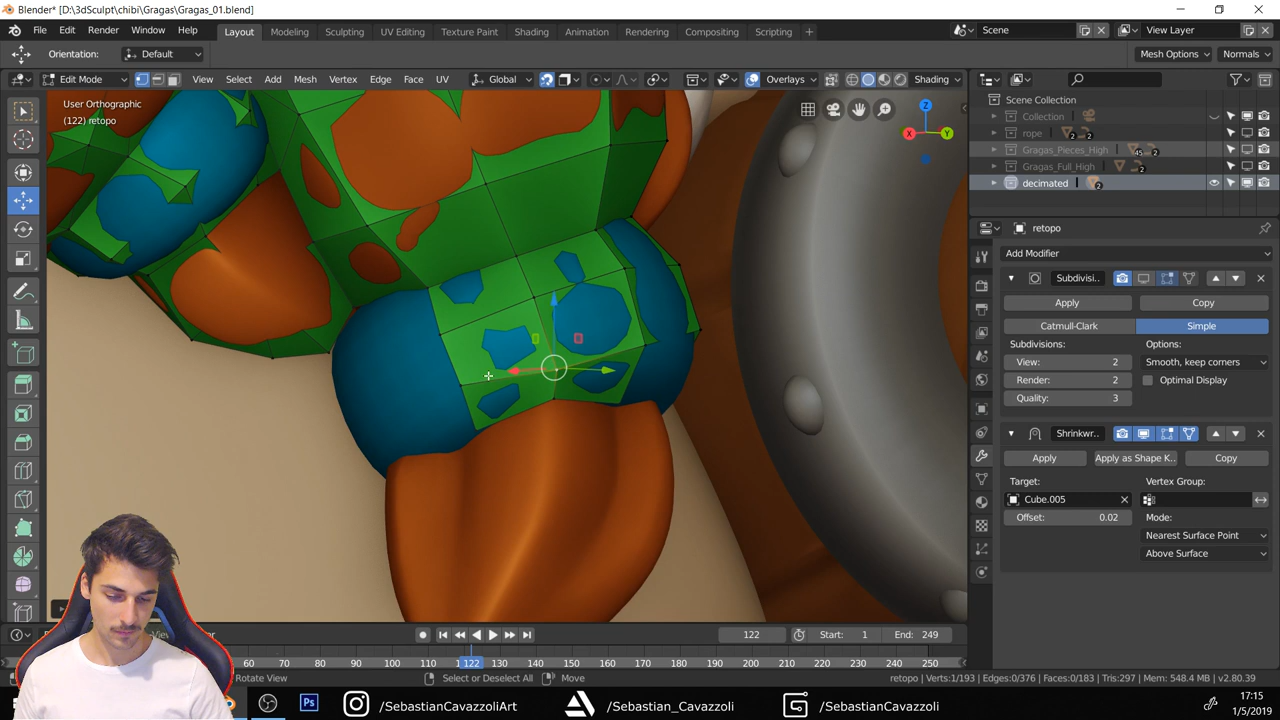 Blender* [D:\3dSculpt\chibi\Gragas\Gragas_01.blend]
File Edit Render Window Help
Layout Modeling Sculpting UV Editing Texture Paint Shading Animation Rendering Compositing Scripting +
Scene View Layer
Orientation: Default Mesh Options Normals
Edit Mode View Select Add Mesh Vertex Edge Face UV Global Overlays Shading
User Orthographic
(122) retopo
Z
X Y
Scene Collection
Collection
rope 2 2
Gragas_Pieces_High 45 2
Gragas_Full_High 2
decimated 2
retopo
Add Modifier
Subdivisi..
Apply Copy
Catmull-Clark Simple
Subdivisions: Options:
View: 2 Smooth, keep corners
Render: 2 Optimal Display
Quality: 3
Shrinkwr..
Apply Apply as Shape K.. Copy
Target: Vertex Group:
Cube.005
Offset: 0.02 Mode:
Nearest Surface Point
Above Surface
View 122 Start: 1 End: 249
60 70 80 90 100 110 122 130 140 150 160 170 180 190 200 210 220 230 240 250
Rotate View Select or Deselect All Move retopo | Verts:1/193 | Edges:0/376 | Faces:0/183 | Tris:297 | Mem: 548.4 MB | v2.80.39
Ps /SebastianCavazzoliArt /Sebastian_Cavazzoli /SebastianCavazzoli
17:15
1/5/2019